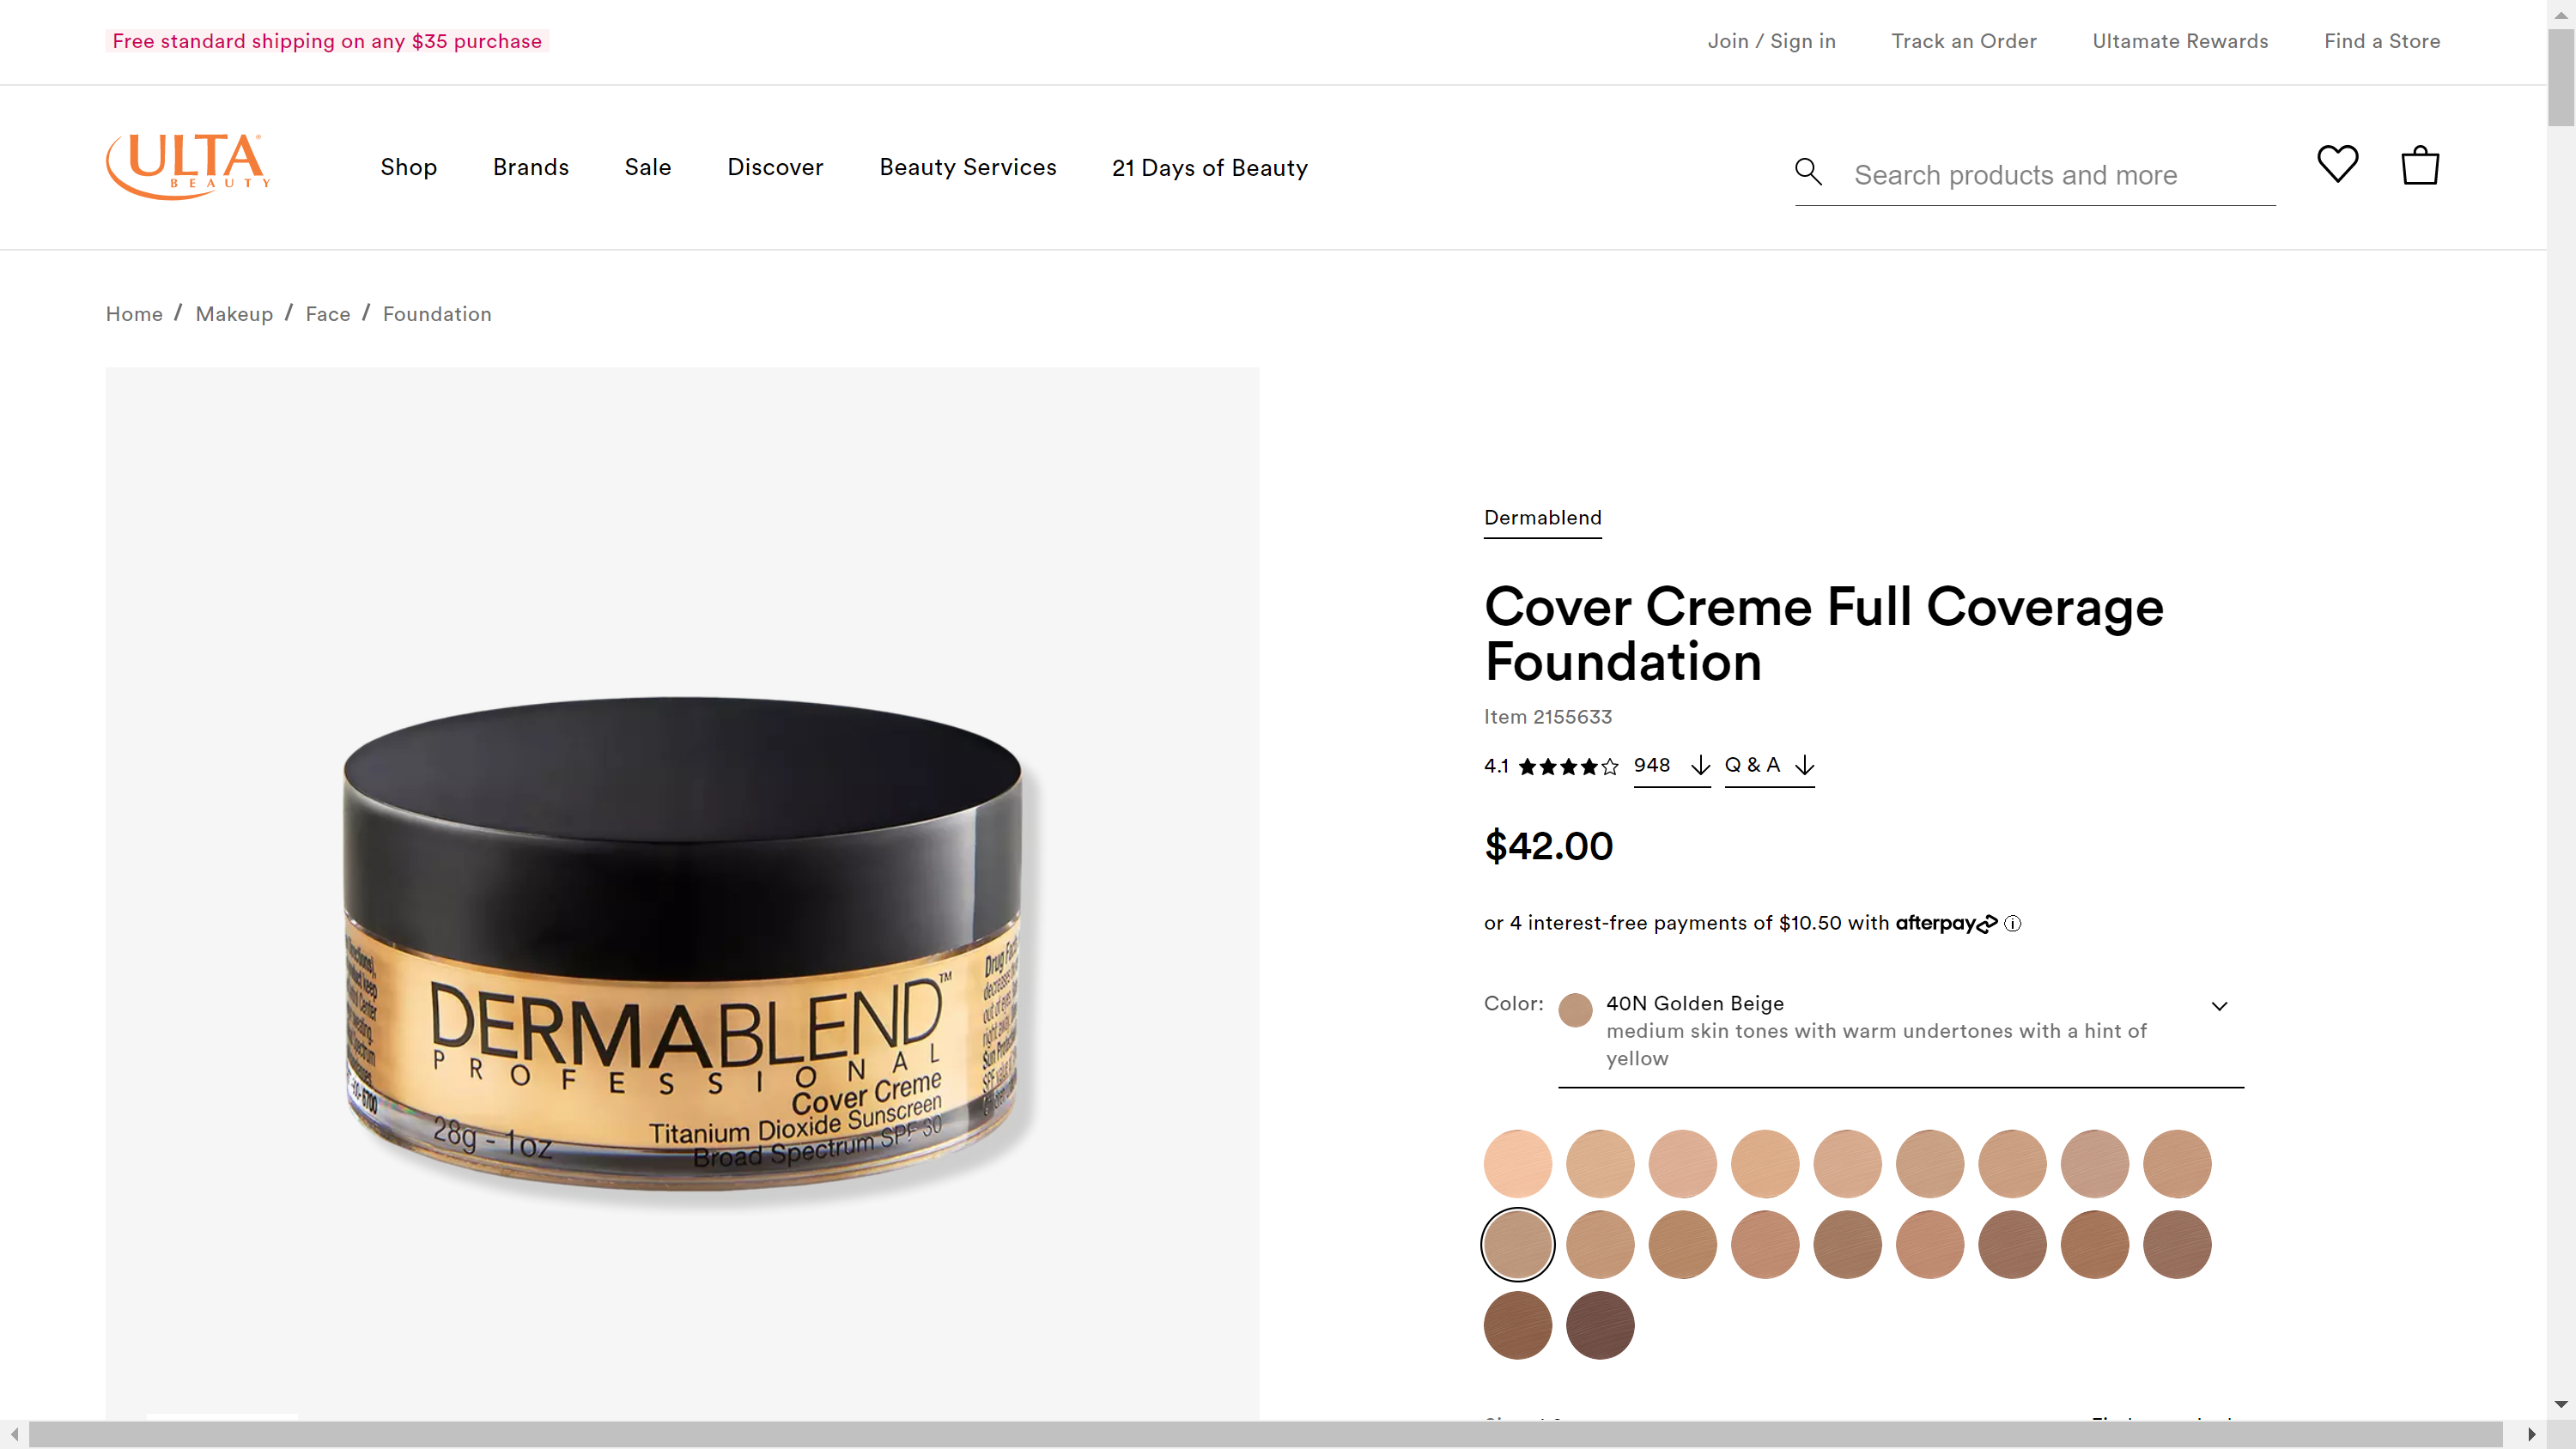 Free standard shipping on any $35 purchase
Join / Sign in
Track an Order
Ultamate Rewards
Find a Store
ULTA
BEAUTY
Shop
Brands
Sale
Discover
Beauty Services
21 Days of Beauty
Search products and more
Home / Makeup / Face / Foundation
Dermablend
Cover Creme Full Coverage
Foundation
Item 2155633
4.1
948
Q & A
$42.00
or 4 interest-free payments of $10.50 with afterpay
Color:
40N Golden Beige
medium skin tones with warm undertones with a hint of
yellow
DERMABLEND™
PROFESSIONAL
Cover Creme
Titanium Dioxide Sunscreen
28g - 1oz
Broad Spectrum SPF 30